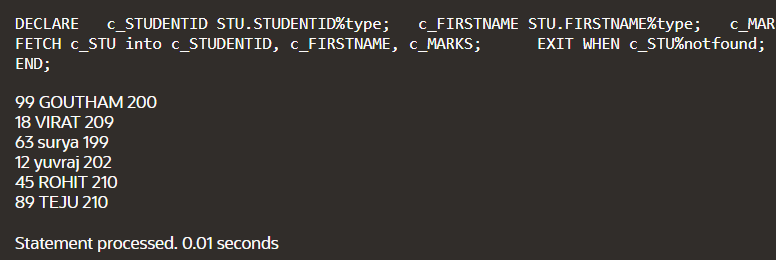 DECLARE c_STUDENTID STU.STUDENTID%type; c_FIRSTNAME STU.FIRSTNAME%type; c_MAR
FETCH c_STU into c_STUDENTID, c_FIRSTNAME, c_MARKS; EXIT WHEN c_STU%notfound;
END;
99 GOUTHAM 200
18 VIRAT 209
63 surya 199
12 yuvraj 202
45 ROHIT 210
89 TEJU 210
Statement processed. 0.01 seconds